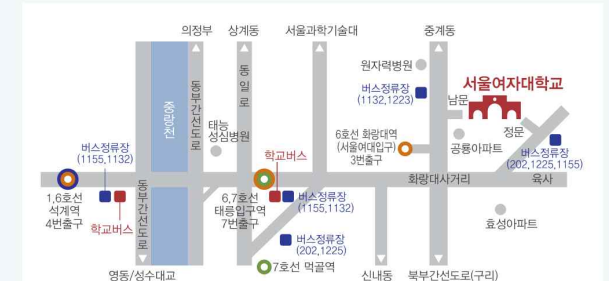 의정부
상계동
서울과학기술대
중계동
원자력병원
서울여자대학교
버스정류장
(1132,1223)
남문
정문
동부간선도로
동일로
중랑천
태능
성심병원
6호선 화랑대역
(서울여대입구)
3번출구
공릉아파트
버스정류장
(202,1225,1155)
버스정류장
(1155,1132)
학교버스
1,6호선
석계역
4번출구
학교버스
동부간선도로
6,7호선
태릉입구역
7번출구
버스정류장
(1155,1132)
화랑대사거리
육사
효성아파트
버스정류장
(202,1225)
7호선 먹골역
영동/성수대교
신내동
북부간선도로(구리)